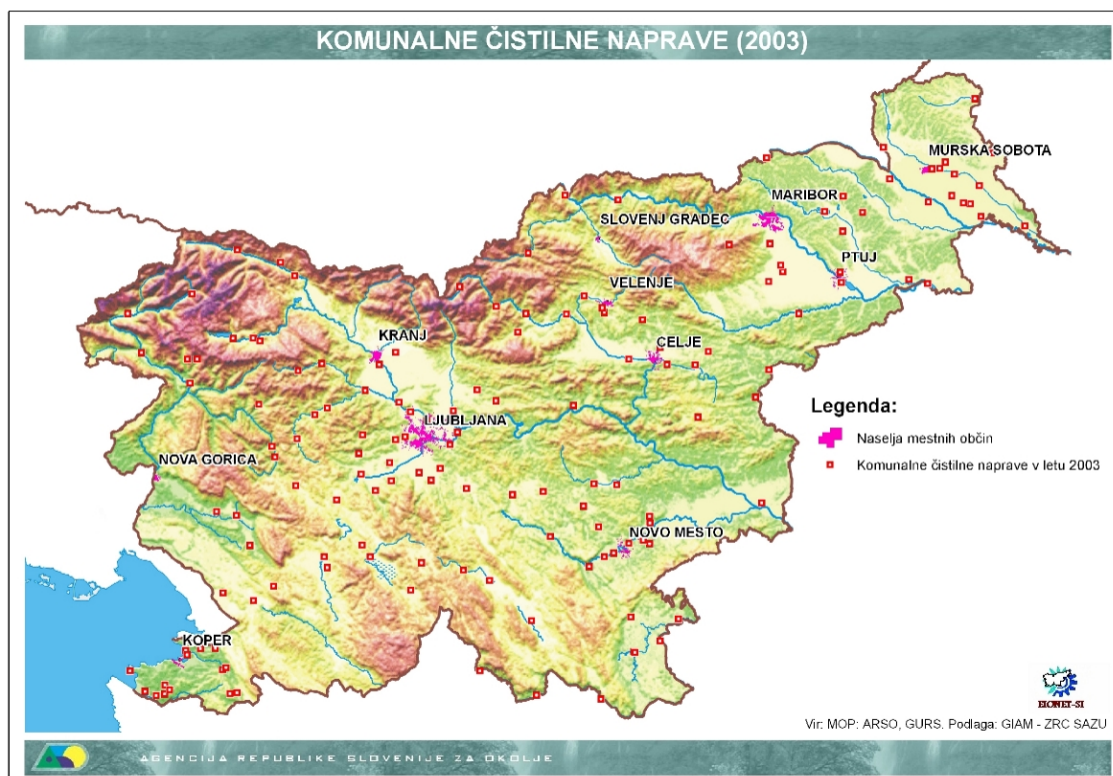 KOMUNALNE ČISTILNE NAPRAVE (2003)
MURSKA SOBOTA
MARIBOR
SLOVENJ GRADEC
PTUJ
VELENJE
KRANJ
CELJE
Legenda:
LJUBLJANA
Naselja mestnih občin
NOVA GORICA
Komunalne čistilne naprave v letu 2003
NOVO MESTO
KOPER
EIONET-SI
Vir: MOP: ARSO, GURS. Podlaga: GIAM - ZRC SAZU
AGENCIJA REPUBLIKE SLOVENIJE ZA OKOLJE